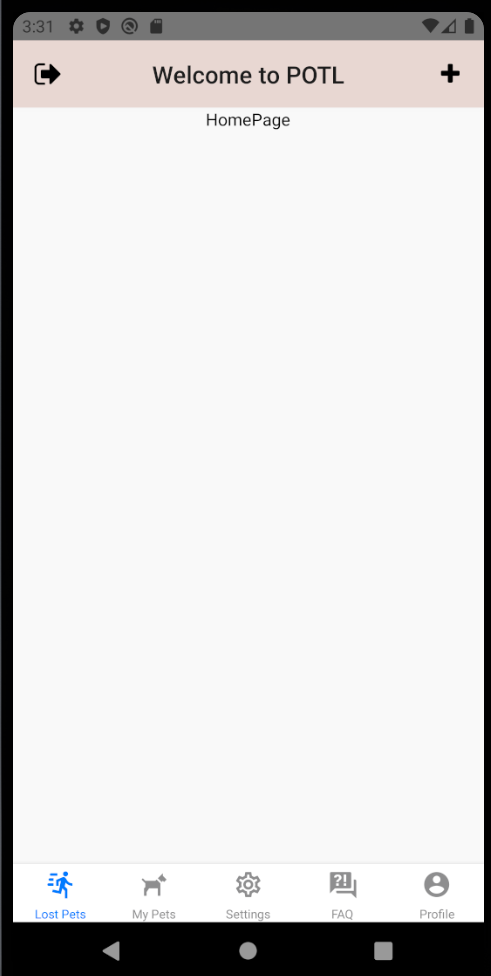 3:31
Welcome to POTL
HomePage
?!
Lost Pets
My Pets
Settings
FAQ
Profile